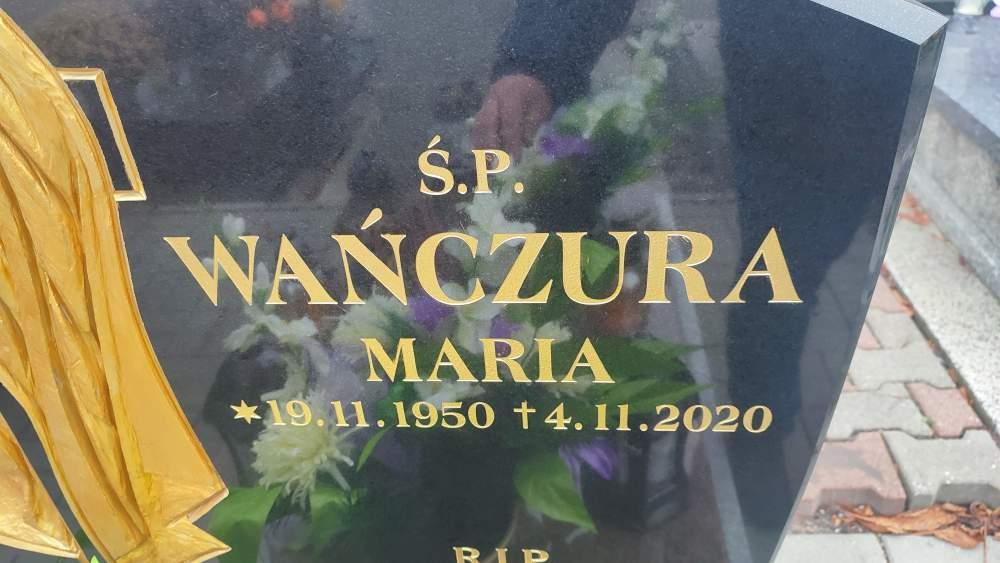 Ś.P.
WAŃCZURA
MARIA
✶19.11.1950 †4.11.2020
R.I.P.